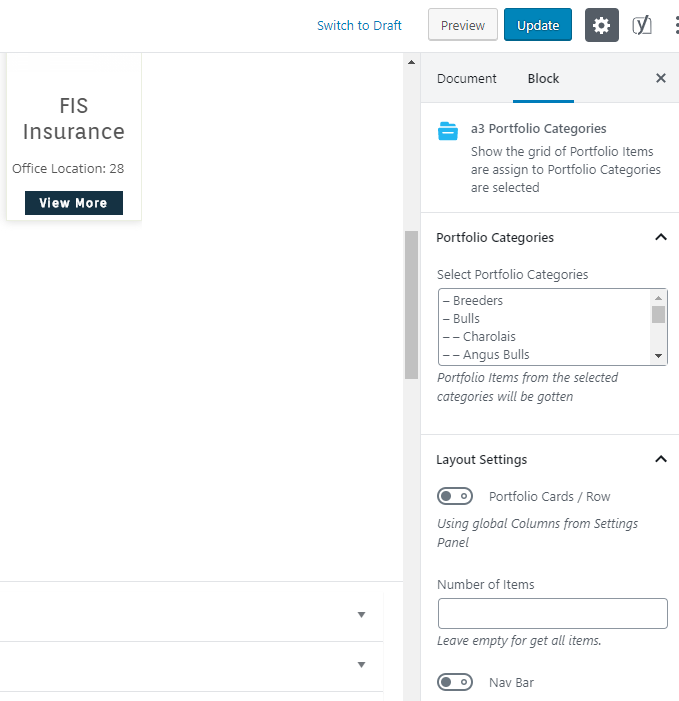 Switch to Draft
Preview
Update
FIS
Insurance
Office Location: 28
View More
Document
Block
a3 Portfolio Categories
Show the grid of Portfolio Items
are assign to Portfolio Categories
are selected
Portfolio Categories
Select Portfolio Categories
– Breeders
– Bulls
– – Charolais
– – Angus Bulls
Portfolio Items from the selected
categories will be gotten
Layout Settings
Portfolio Cards / Row
Using global Columns from Settings
Panel
Number of Items
Leave empty for get all items.
Nav Bar